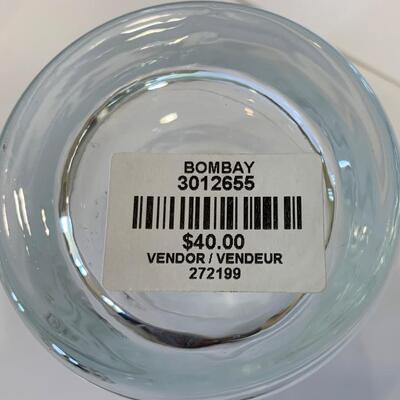 BOMBAY
3012655
$40.00
VENDOR / VENDEUR
272199